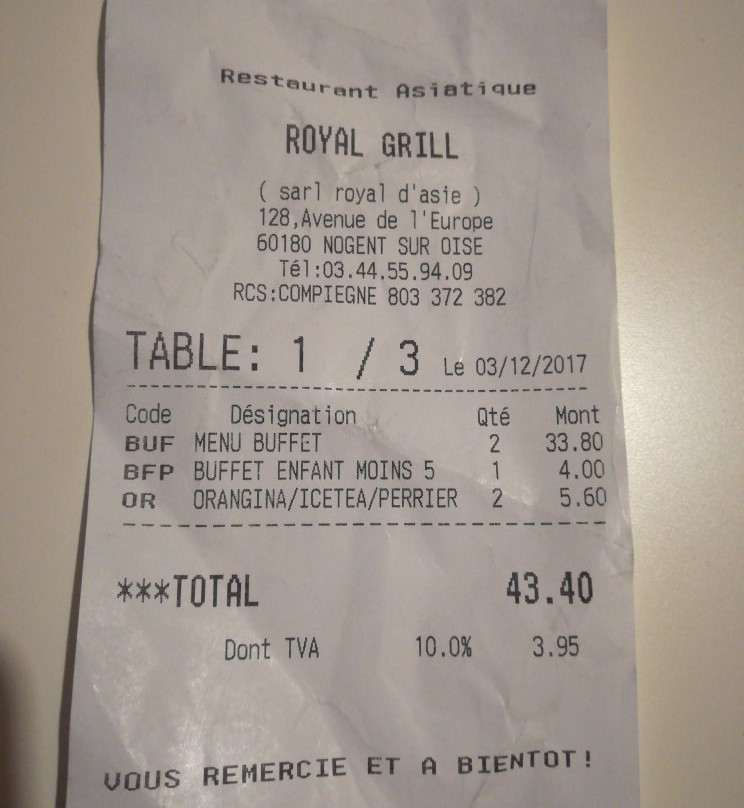 Restaurant Asiatique
ROYAL GRILL
( sarl royal d'asie )
128,Avenue de l'Europe
60180 NOGENT SUR OISE
Tél:03.44.55.94.09
RCS:COMPIEGNE 803 372 382
TABLE: 1 / 3 Le 03/12/2017
Code Désignation Qté Mont
BUF MENU BUFFET 2 33.80
BFP BUFFET ENFANT MOINS 5 1 4.00
OR ORANGINA/ICETEA/PERRIER 2 5.60
***TOTAL 43.40
Dont TVA 10.0% 3.95
VOUS REMERCIE ET A BIENTOT!